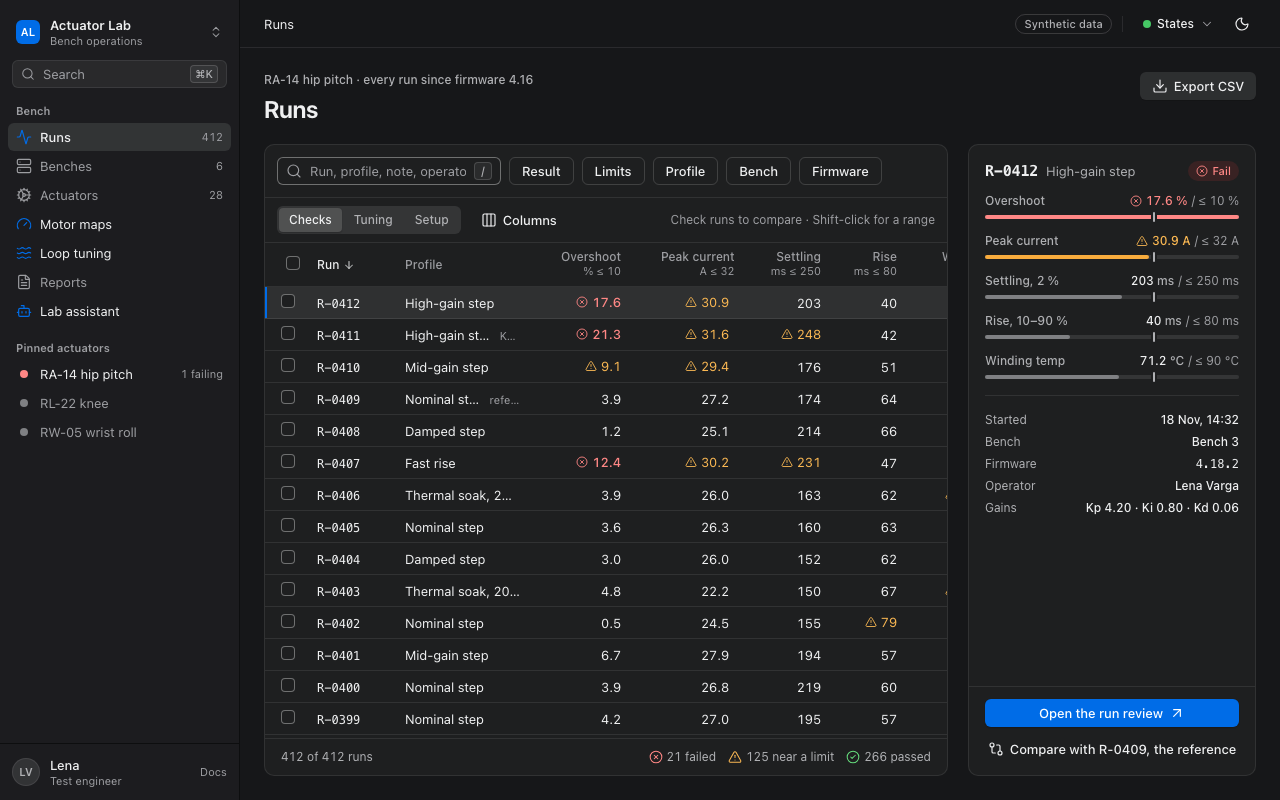 AL
Actuator Lab
Bench operations
Search
⌘K
Bench
Runs 412
Benches 6
Actuators 28
Motor maps
Loop tuning
Reports
Lab assistant
Pinned actuators
RA-14 hip pitch 1 failing
RL-22 knee
RW-05 wrist roll
LV
Lena
Test engineer
Docs
Runs
Synthetic data
States
RA-14 hip pitch · every run since firmware 4.16
Runs
Export CSV
Run, profile, note, operato /
Result
Limits
Profile
Bench
Firmware
Checks
Tuning
Setup
Columns
Check runs to compare · Shift-click for a range
Run ↓ Profile Overshoot Peak current Settling Rise
% ≤ 10 A ≤ 32 ms ≤ 250 ms ≤ 80
R-0412 High-gain step 17.6 30.9 203 40
R-0411 High-gain st... K... 21.3 31.6 248 42
R-0410 Mid-gain step 9.1 29.4 176 51
R-0409 Nominal st... refe... 3.9 27.2 174 64
R-0408 Damped step 1.2 25.1 214 66
R-0407 Fast rise 12.4 30.2 231 47
R-0406 Thermal soak, 2... 3.9 26.0 163 62
R-0405 Nominal step 3.6 26.3 160 63
R-0404 Damped step 3.0 26.0 152 62
R-0403 Thermal soak, 20... 4.8 22.2 150 67
R-0402 Nominal step 0.5 24.5 155 79
R-0401 Mid-gain step 6.7 27.9 194 57
R-0400 Nominal step 3.9 26.8 219 60
R-0399 Nominal step 4.2 27.0 195 57
412 of 412 runs
21 failed
125 near a limit
266 passed
R-0412 High-gain step
Fail
Overshoot 17.6 % / ≤ 10 %
Peak current 30.9 A / ≤ 32 A
Settling, 2 % 203 ms / ≤ 250 ms
Rise, 10–90 % 40 ms / ≤ 80 ms
Winding temp 71.2 °C / ≤ 90 °C
Started 18 Nov, 14:32
Bench Bench 3
Firmware 4.18.2
Operator Lena Varga
Gains Kp 4.20 · Ki 0.80 · Kd 0.06
Open the run review
Compare with R-0409, the reference